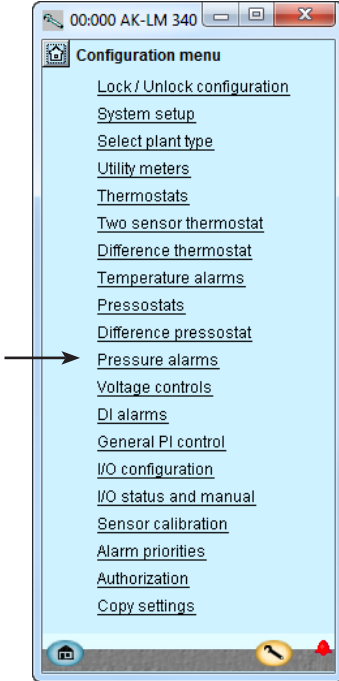 00:000 AK-LM 340
Configuration menu
Lock / Unlock configuration
System setup
Select plant type
Utility meters
Thermostats
Two sensor thermostat
Difference thermostat
Temperature alarms
Pressostats
Difference pressostat
Pressure alarms
Voltage controls
DI alarms
General PI control
I/O configuration
I/O status and manual
Sensor calibration
Alarm priorities
Authorization
Copy settings